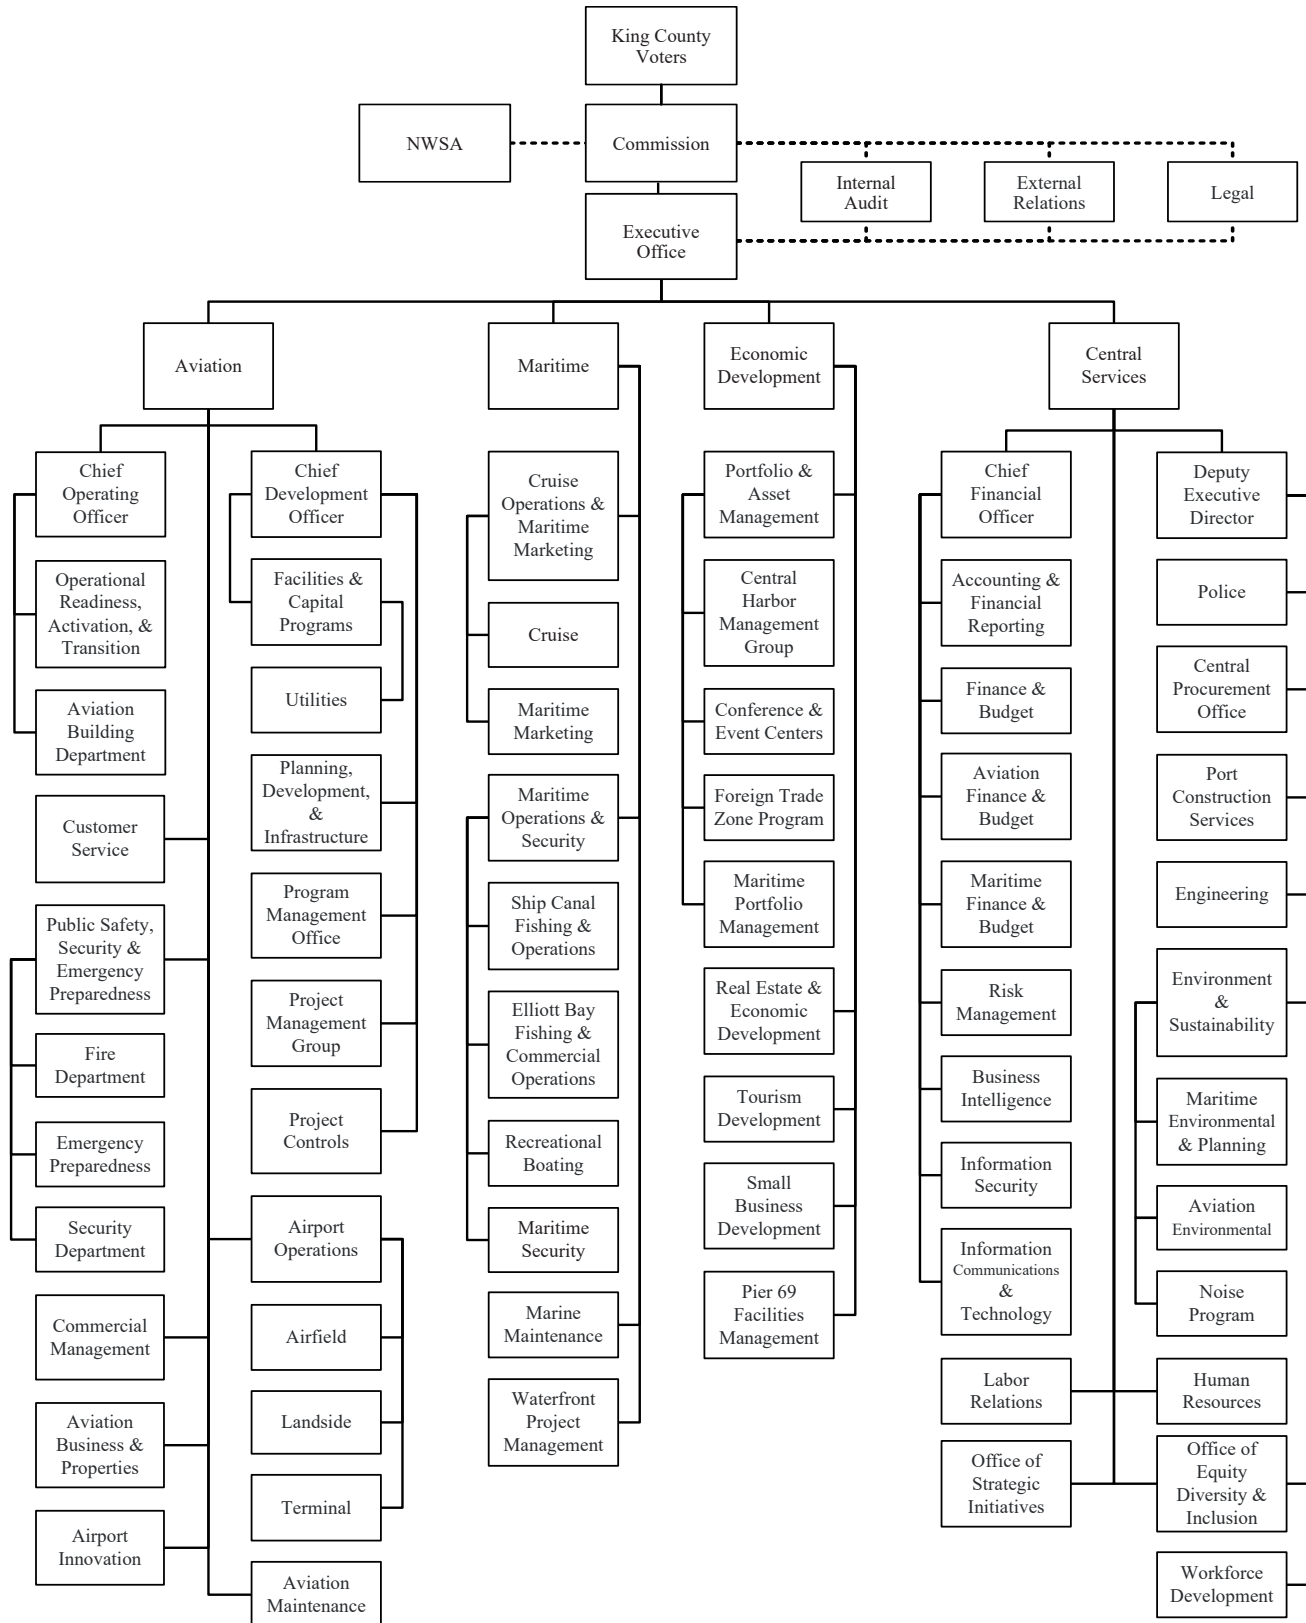 King County
Voters
NWSA
Commission
Internal
Audit
External
Relations
Legal
Executive
Office
Aviation
Maritime
Economic
Development
Central
Services
Chief
Operating
Officer
Chief
Development
Officer
Cruise
Operations &
Maritime
Marketing
Portfolio &
Asset
Management
Chief
Financial
Officer
Deputy
Executive
Director
Operational
Readiness,
Activation, &
Transition
Facilities &
Capital
Programs
Cruise
Central
Harbor
Management
Group
Accounting &
Financial
Reporting
Police
Aviation
Building
Department
Utilities
Maritime
Marketing
Conference &
Event Centers
Finance &
Budget
Central
Procurement
Office
Customer
Service
Planning,
Development,
&
Infrastructure
Maritime
Operations &
Security
Foreign Trade
Zone Program
Aviation
Finance &
Budget
Port
Construction
Services
Public Safety,
Security &
Emergency
Preparedness
Program
Management
Office
Ship Canal
Fishing &
Operations
Maritime
Portfolio
Management
Maritime
Finance &
Budget
Engineering
Fire
Department
Project
Management
Group
Elliott Bay
Fishing &
Commercial
Operations
Real Estate &
Economic
Development
Risk
Management
Environment
&
Sustainability
Emergency
Preparedness
Project
Controls
Recreational
Boating
Tourism
Development
Business
Intelligence
Maritime
Environmental
& Planning
Security
Department
Airport
Operations
Maritime
Security
Small
Business
Development
Information
Security
Aviation
Environmental
Commercial
Management
Airfield
Marine
Maintenance
Pier 69
Facilities
Management
Information
Communications
&
Technology
Noise
Program
Aviation
Business &
Properties
Landside
Waterfront
Project
Management
Labor
Relations
Human
Resources
Airport
Innovation
Terminal
Office of
Strategic
Initiatives
Office of
Equity
Diversity &
Inclusion
Aviation
Maintenance
Workforce
Development